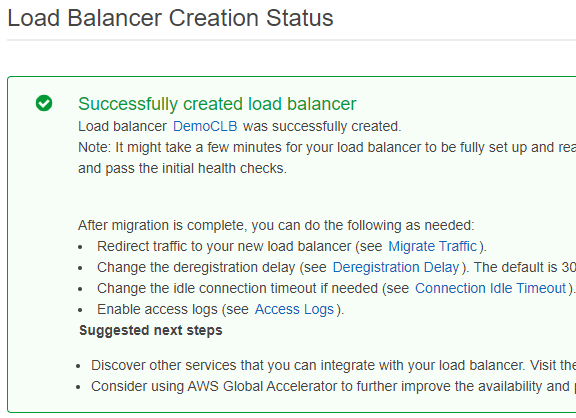 Load Balancer Creation Status
Successfully created load balancer
Load balancer DemoCLB was successfully created.
Note: It might take a few minutes for your load balancer to be fully set up and rea
and pass the initial health checks.
After migration is complete, you can do the following as needed:
• Redirect traffic to your new load balancer (see Migrate Traffic).
• Change the deregistration delay (see Deregistration Delay). The default is 30
• Change the idle connection timeout if needed (see Connection Idle Timeout).
• Enable access logs (see Access Logs).
Suggested next steps
• Discover other services that you can integrate with your load balancer. Visit the
• Consider using AWS Global Accelerator to further improve the availability and p